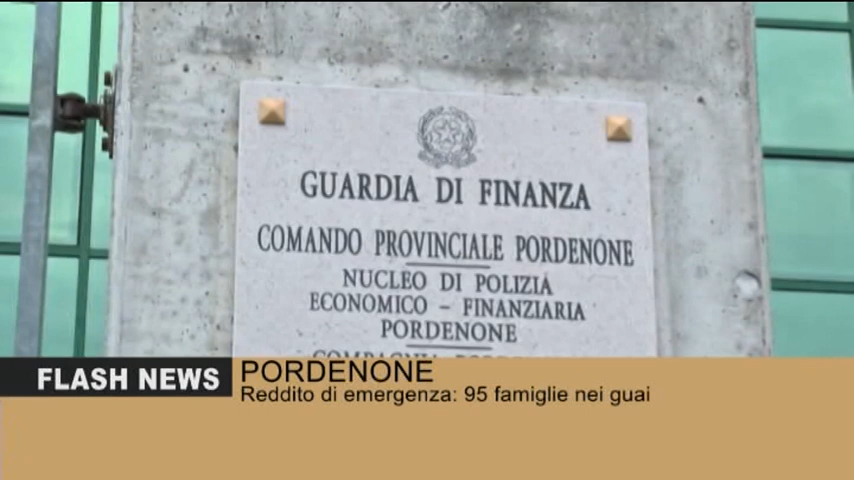 GUARDIA DI FINANZA
COMANDO PROVINCIALE PORDENONE
NUCLEO DI POLIZIA
ECONOMICO - FINANZIARIA
PORDENONE
FLASH NEWS
PORDENONE
Reddito di emergenza: 95 famiglie nei guai